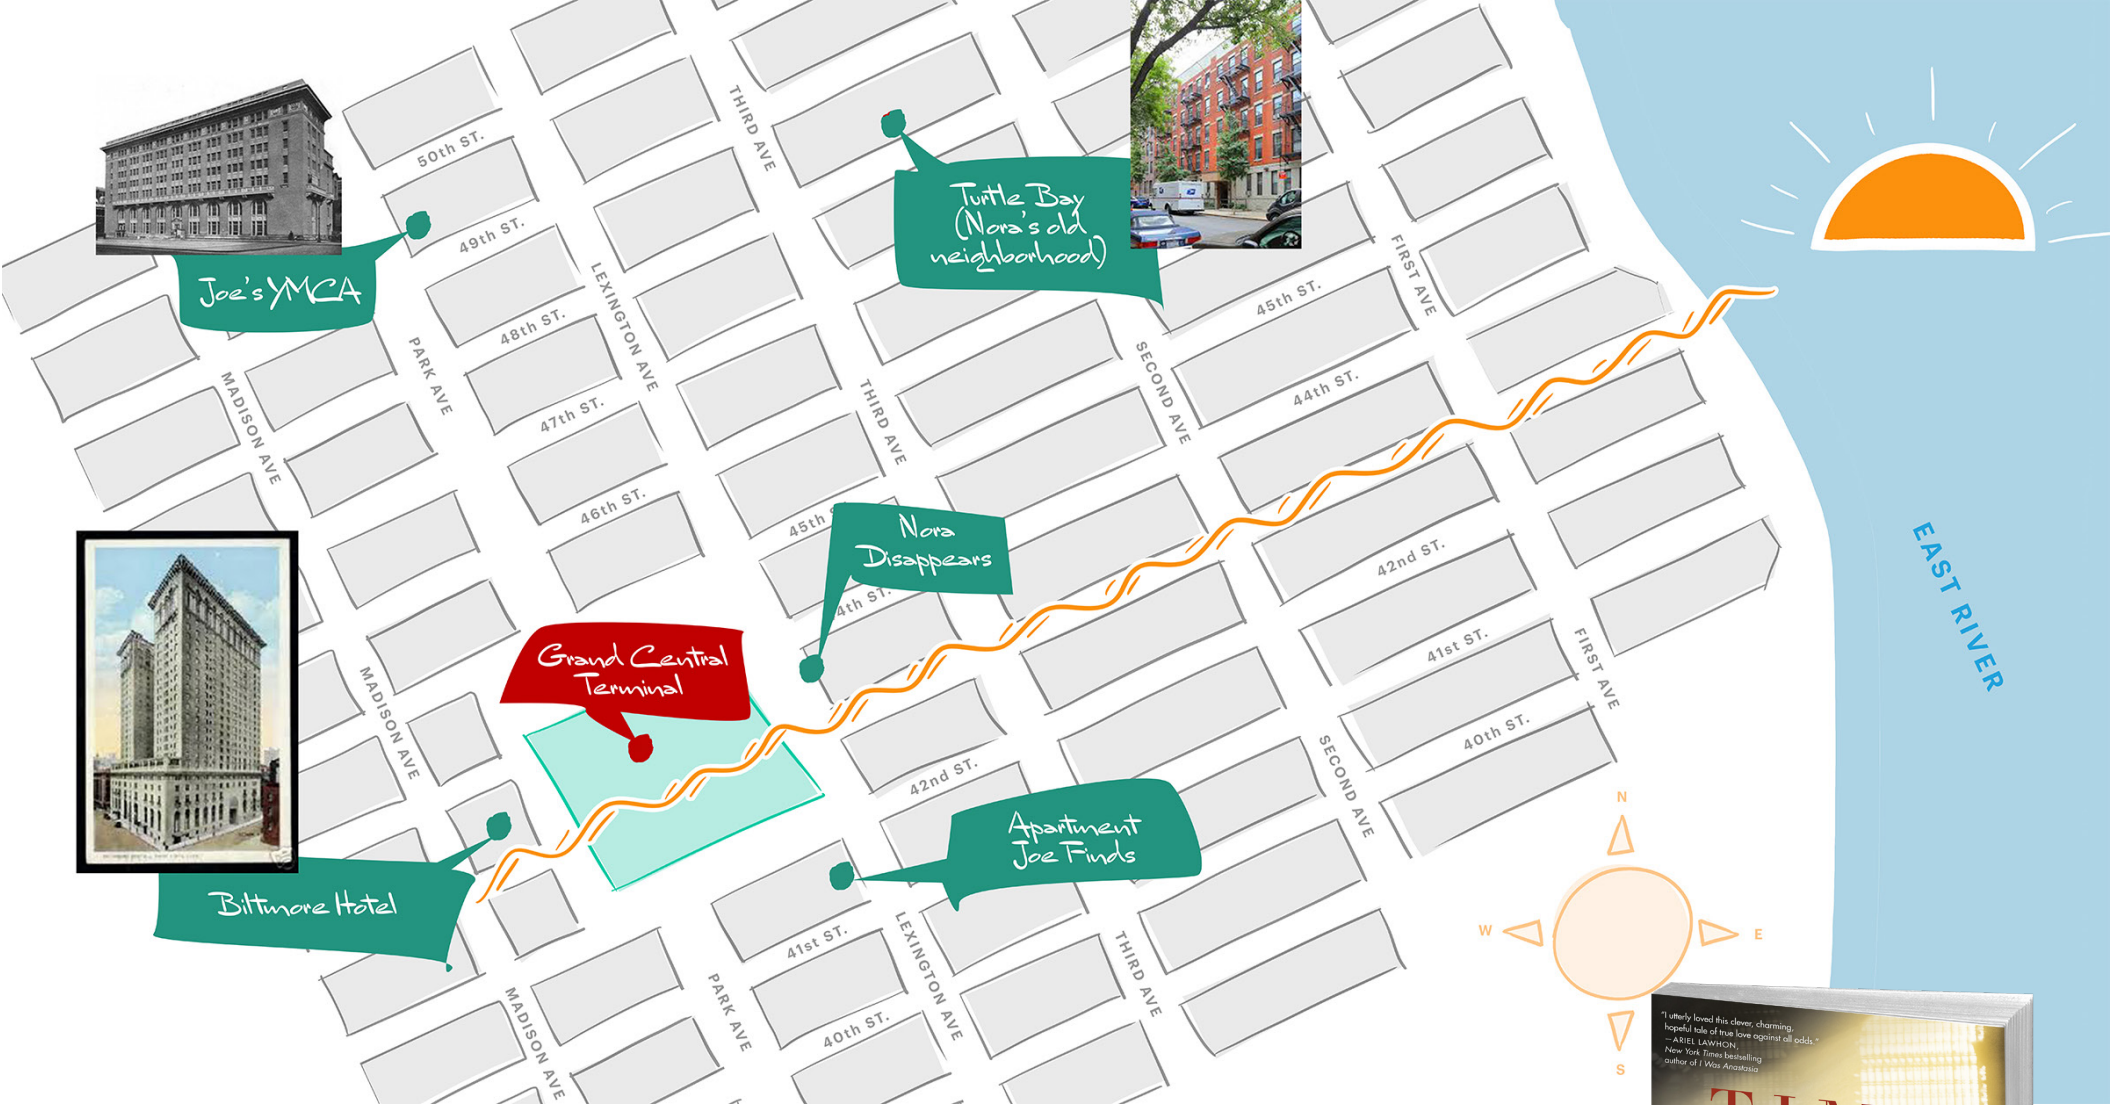 50th ST.
49th ST.
48th ST.
47th ST.
46th ST.
45th
4th ST.
45th ST.
44th ST.
42nd ST.
41st ST.
40th ST.
42nd ST.
41st ST.
40th ST.
THIRD AVE
LEXINGTON AVE
PARK AVE
MADISON AVE
THIRD AVE
SECOND AVE
FIRST AVE
MADISON AVE
FIRST AVE
SECOND AVE
LEXINGTON AVE
THIRD AVE
PARK AVE
MADISON AVE
Joe's YMCA
Turtle Bay
(Nora's old
neighborhood)
Nora
Disappears
Grand Central
Terminal
Apartment
Joe Finds
Biltmore Hotel
EAST RIVER
N
W
E
S
"I utterly loved this clever, charming,
hopeful tale of true love against all odds."
—ARIEL LAWHON,
New York Times bestselling
author of I Was Anastasia